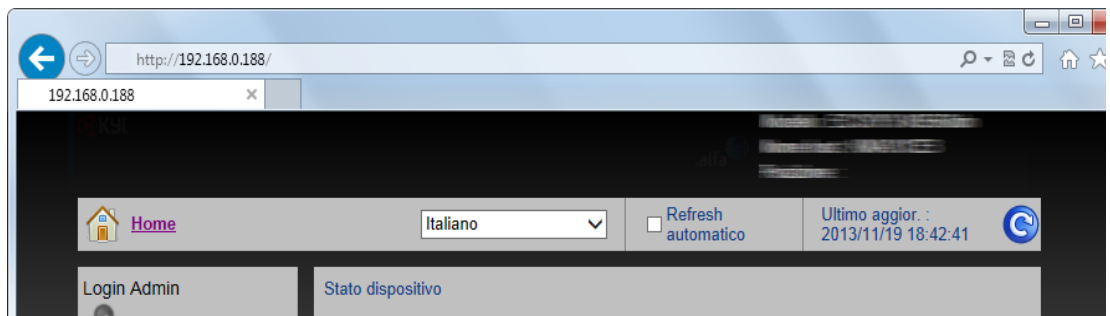 http://192.168.0.188/
192.168.0.188
Home
Italiano
Refresh automatico
Ultimo aggior. :
2013/11/19 18:42:41
Login Admin
Stato dispositivo